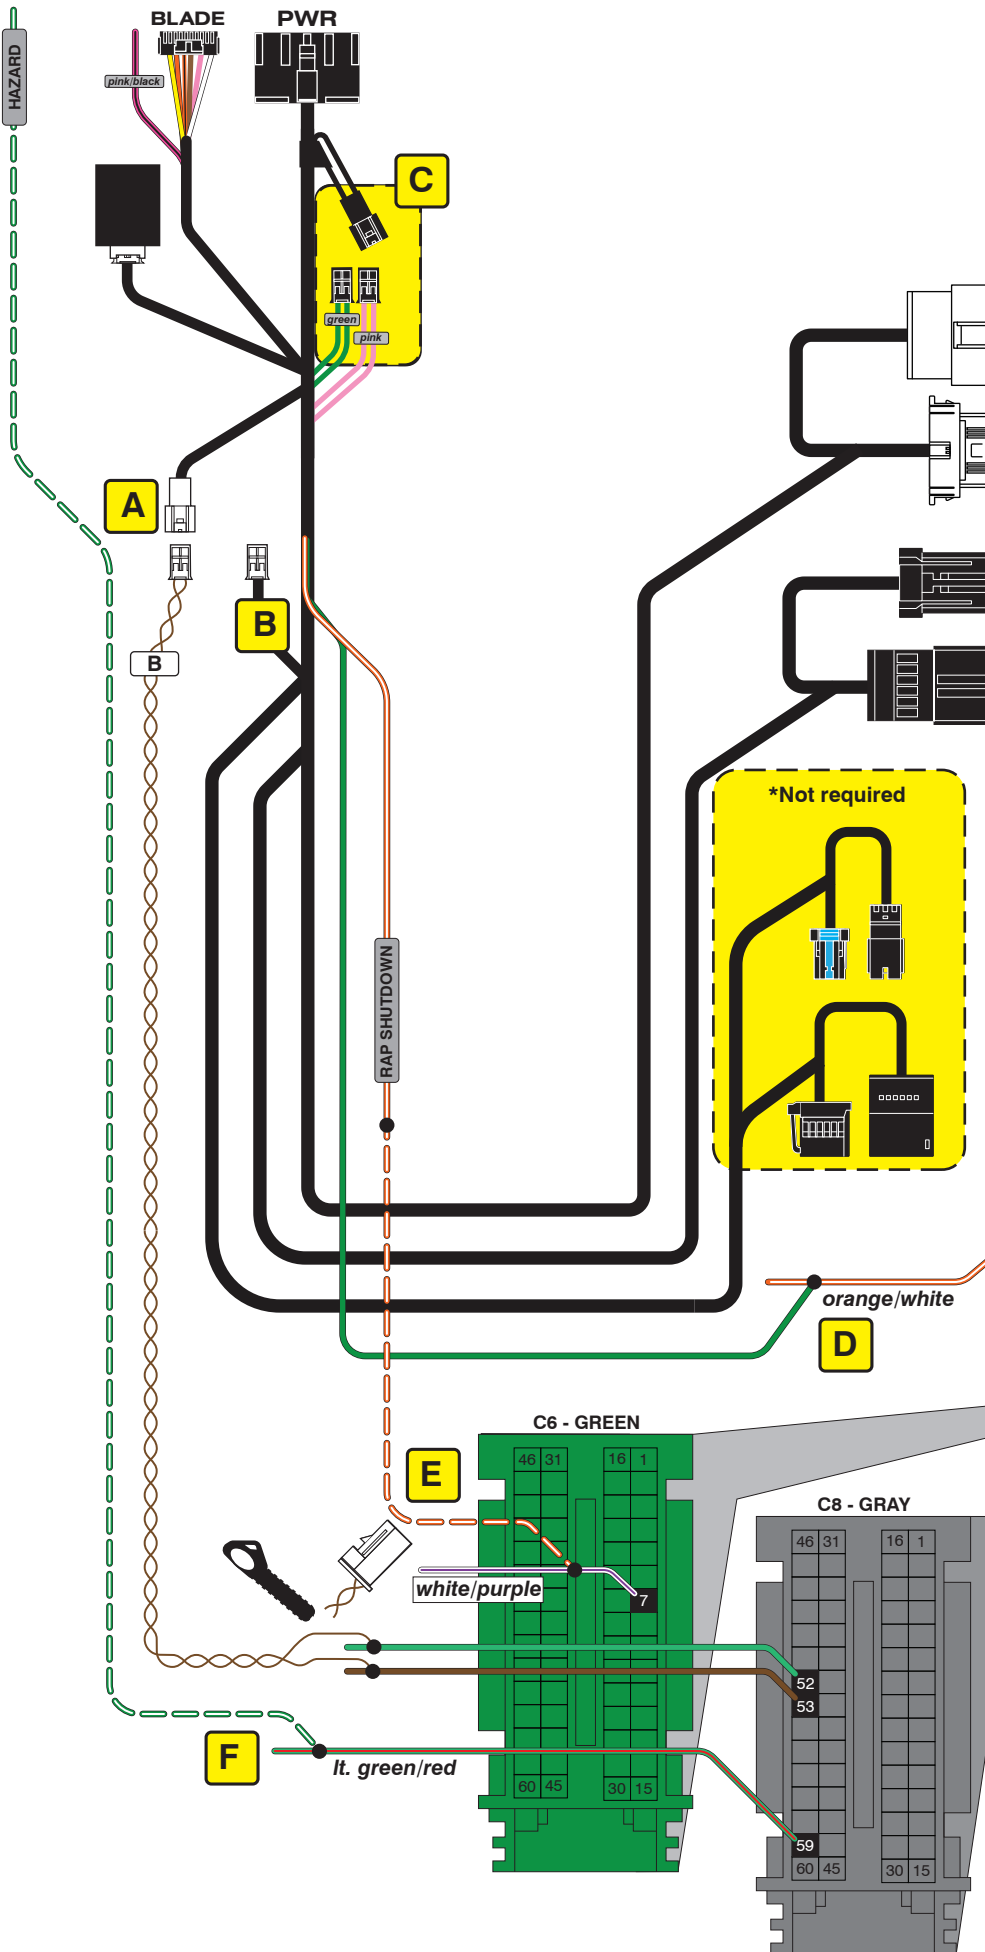 BLADE
PWR
HAZARD
pink/black
C
green
pink
A
B
B
*Not required
RAP SHUTDOWN
orange/white
D
C6 - GREEN
E
46 31 16 1
C8 - GRAY
46 31 16 1
white/purple
7
52
53
F
lt. green/red
60 45 30 15
59
60 45 30 15